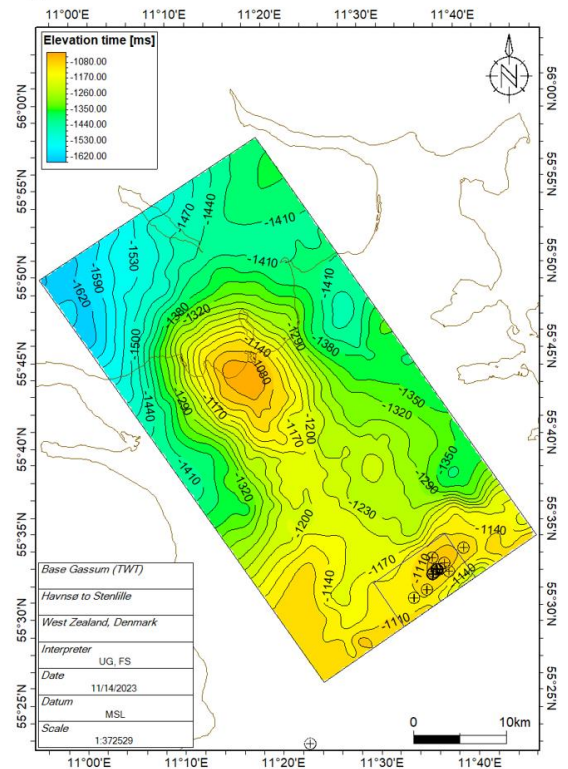 11°00'E 11°10'E 11°20'E 11°30'E 11°40'E
Elevation time [ms]
-1080.00
-1170.00
-1260.00
-1350.00
-1440.00
-1530.00
-1620.00
N
56°00'N 56°00'N
55°55'N 55°55'N
55°50'N 55°50'N
55°45'N 55°45'N
55°40'N 55°40'N
55°35'N 55°35'N
55°30'N 55°30'N
55°25'N 55°25'N
-1470 -1440
-1410
-1530
-1590
-1620
-1410
-1410
-1380 -1320
-1290
-1500
-1140
-1080
-1380
-1290
-1170
-1440
-1350
-1320
-1200
-1170
-1410
-1320
-1350
-1290
-1230
-1200
-1140
-1170
-1110
-1140
-1140
-1110
Base Gassum (TWT)
Havnsø to Stenlille
West Zealand, Denmark
Interpreter
UG, FS
Date
11/14/2023
Datum
MSL
Scale
1:372529
0 10km
11°00'E 11°10'E 11°20'E 11°30'E 11°40'E